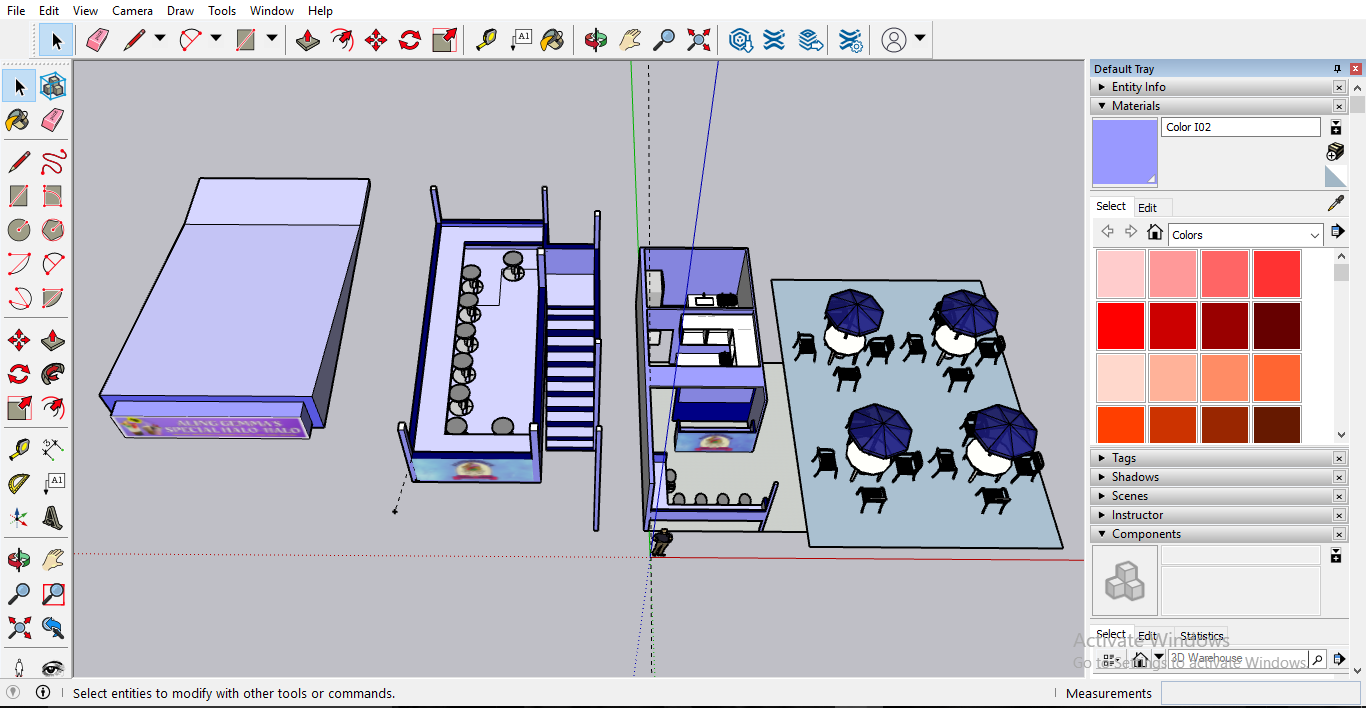 File Edit View Camera Draw Tools Window Help
A1
Default Tray
Entity Info
Materials
Color I02
Select Edit
Colors
A1
ALING GEMMA'S
SPECIAL HALO HALO
Tags
Shadows
Scenes
Instructor
Components
Select Edit Statistics
3D Warehouse
Activate Windows
Go to Settings to activate Windows.
Select entities to modify with other tools or commands.
Measurements